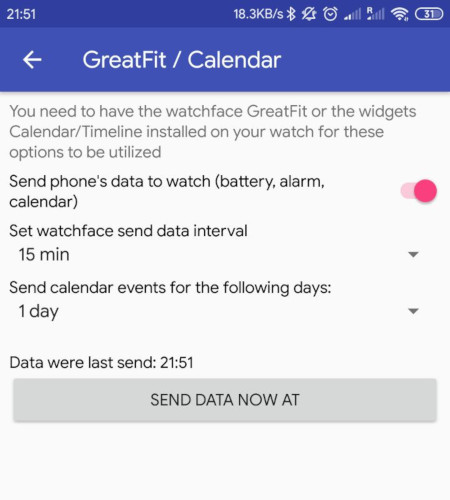 21:51 18.3KB/s R 31
GreatFit / Calendar
You need to have the watchface GreatFit or the widgets
Calendar/Timeline installed on your watch for these
options to be utilized
Send phone's data to watch (battery, alarm,
calendar)
Set watchface send data interval
15 min
Send calendar events for the following days:
1 day
Data were last send: 21:51
SEND DATA NOW AT